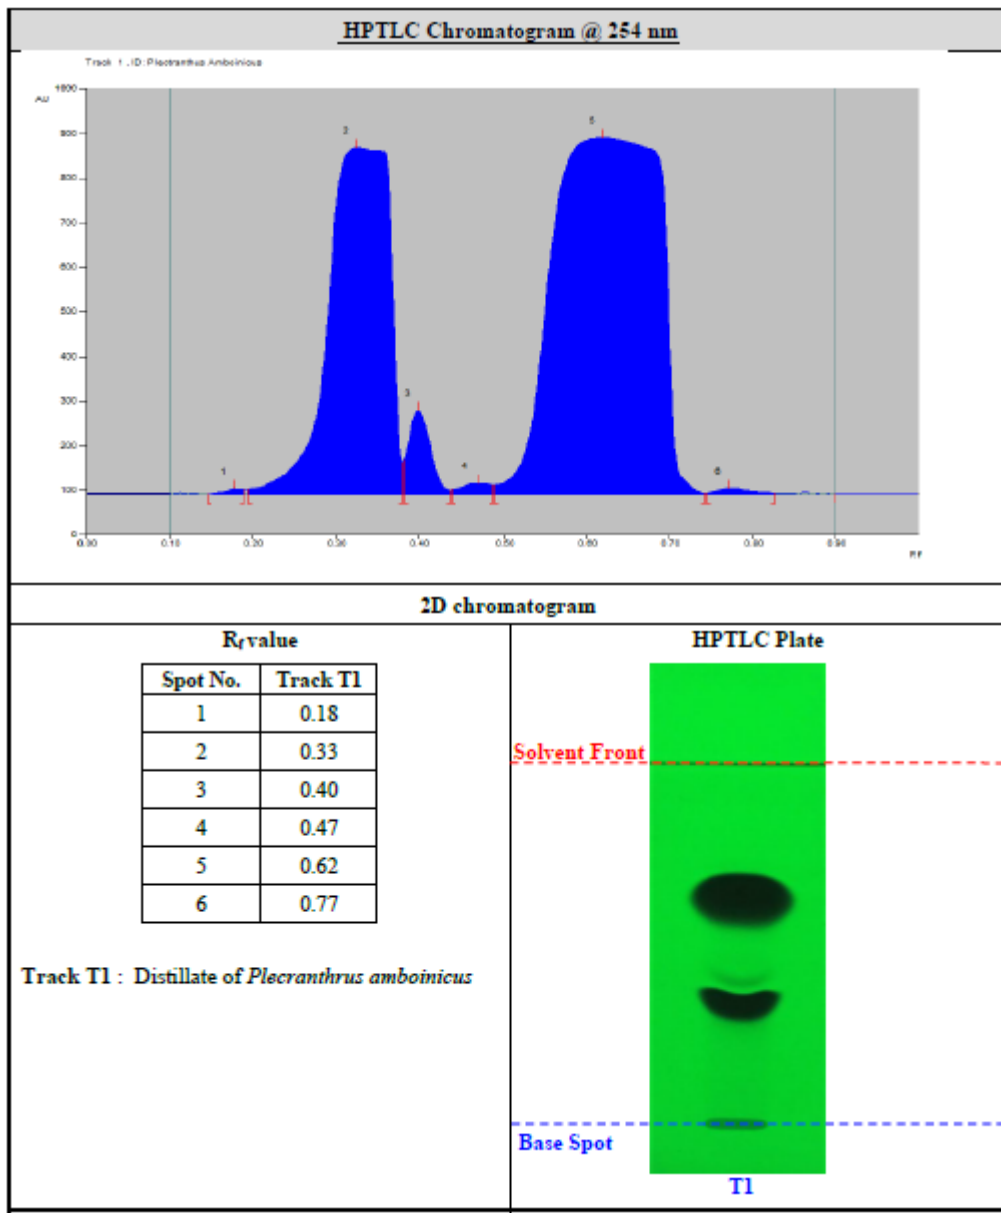 HPTLC Chromatogram @ 254 nm
Track 1 , ID: Plectranthus Amboinious
AU
1000
900
800
700
600
500
400
300
200
100
0
1
2
3
4
5
6
0.00 0.10 0.20 0.30 0.40 0.50 0.60 0.70 0.80 0.90
Rf
2D chromatogram
Rf value
Spot No. Track T1
1 0.18
2 0.33
3 0.40
4 0.47
5 0.62
6 0.77
Track T1 : Distillate of Plecranthrus amboinicus
HPTLC Plate
Solvent Front
Base Spot
T1